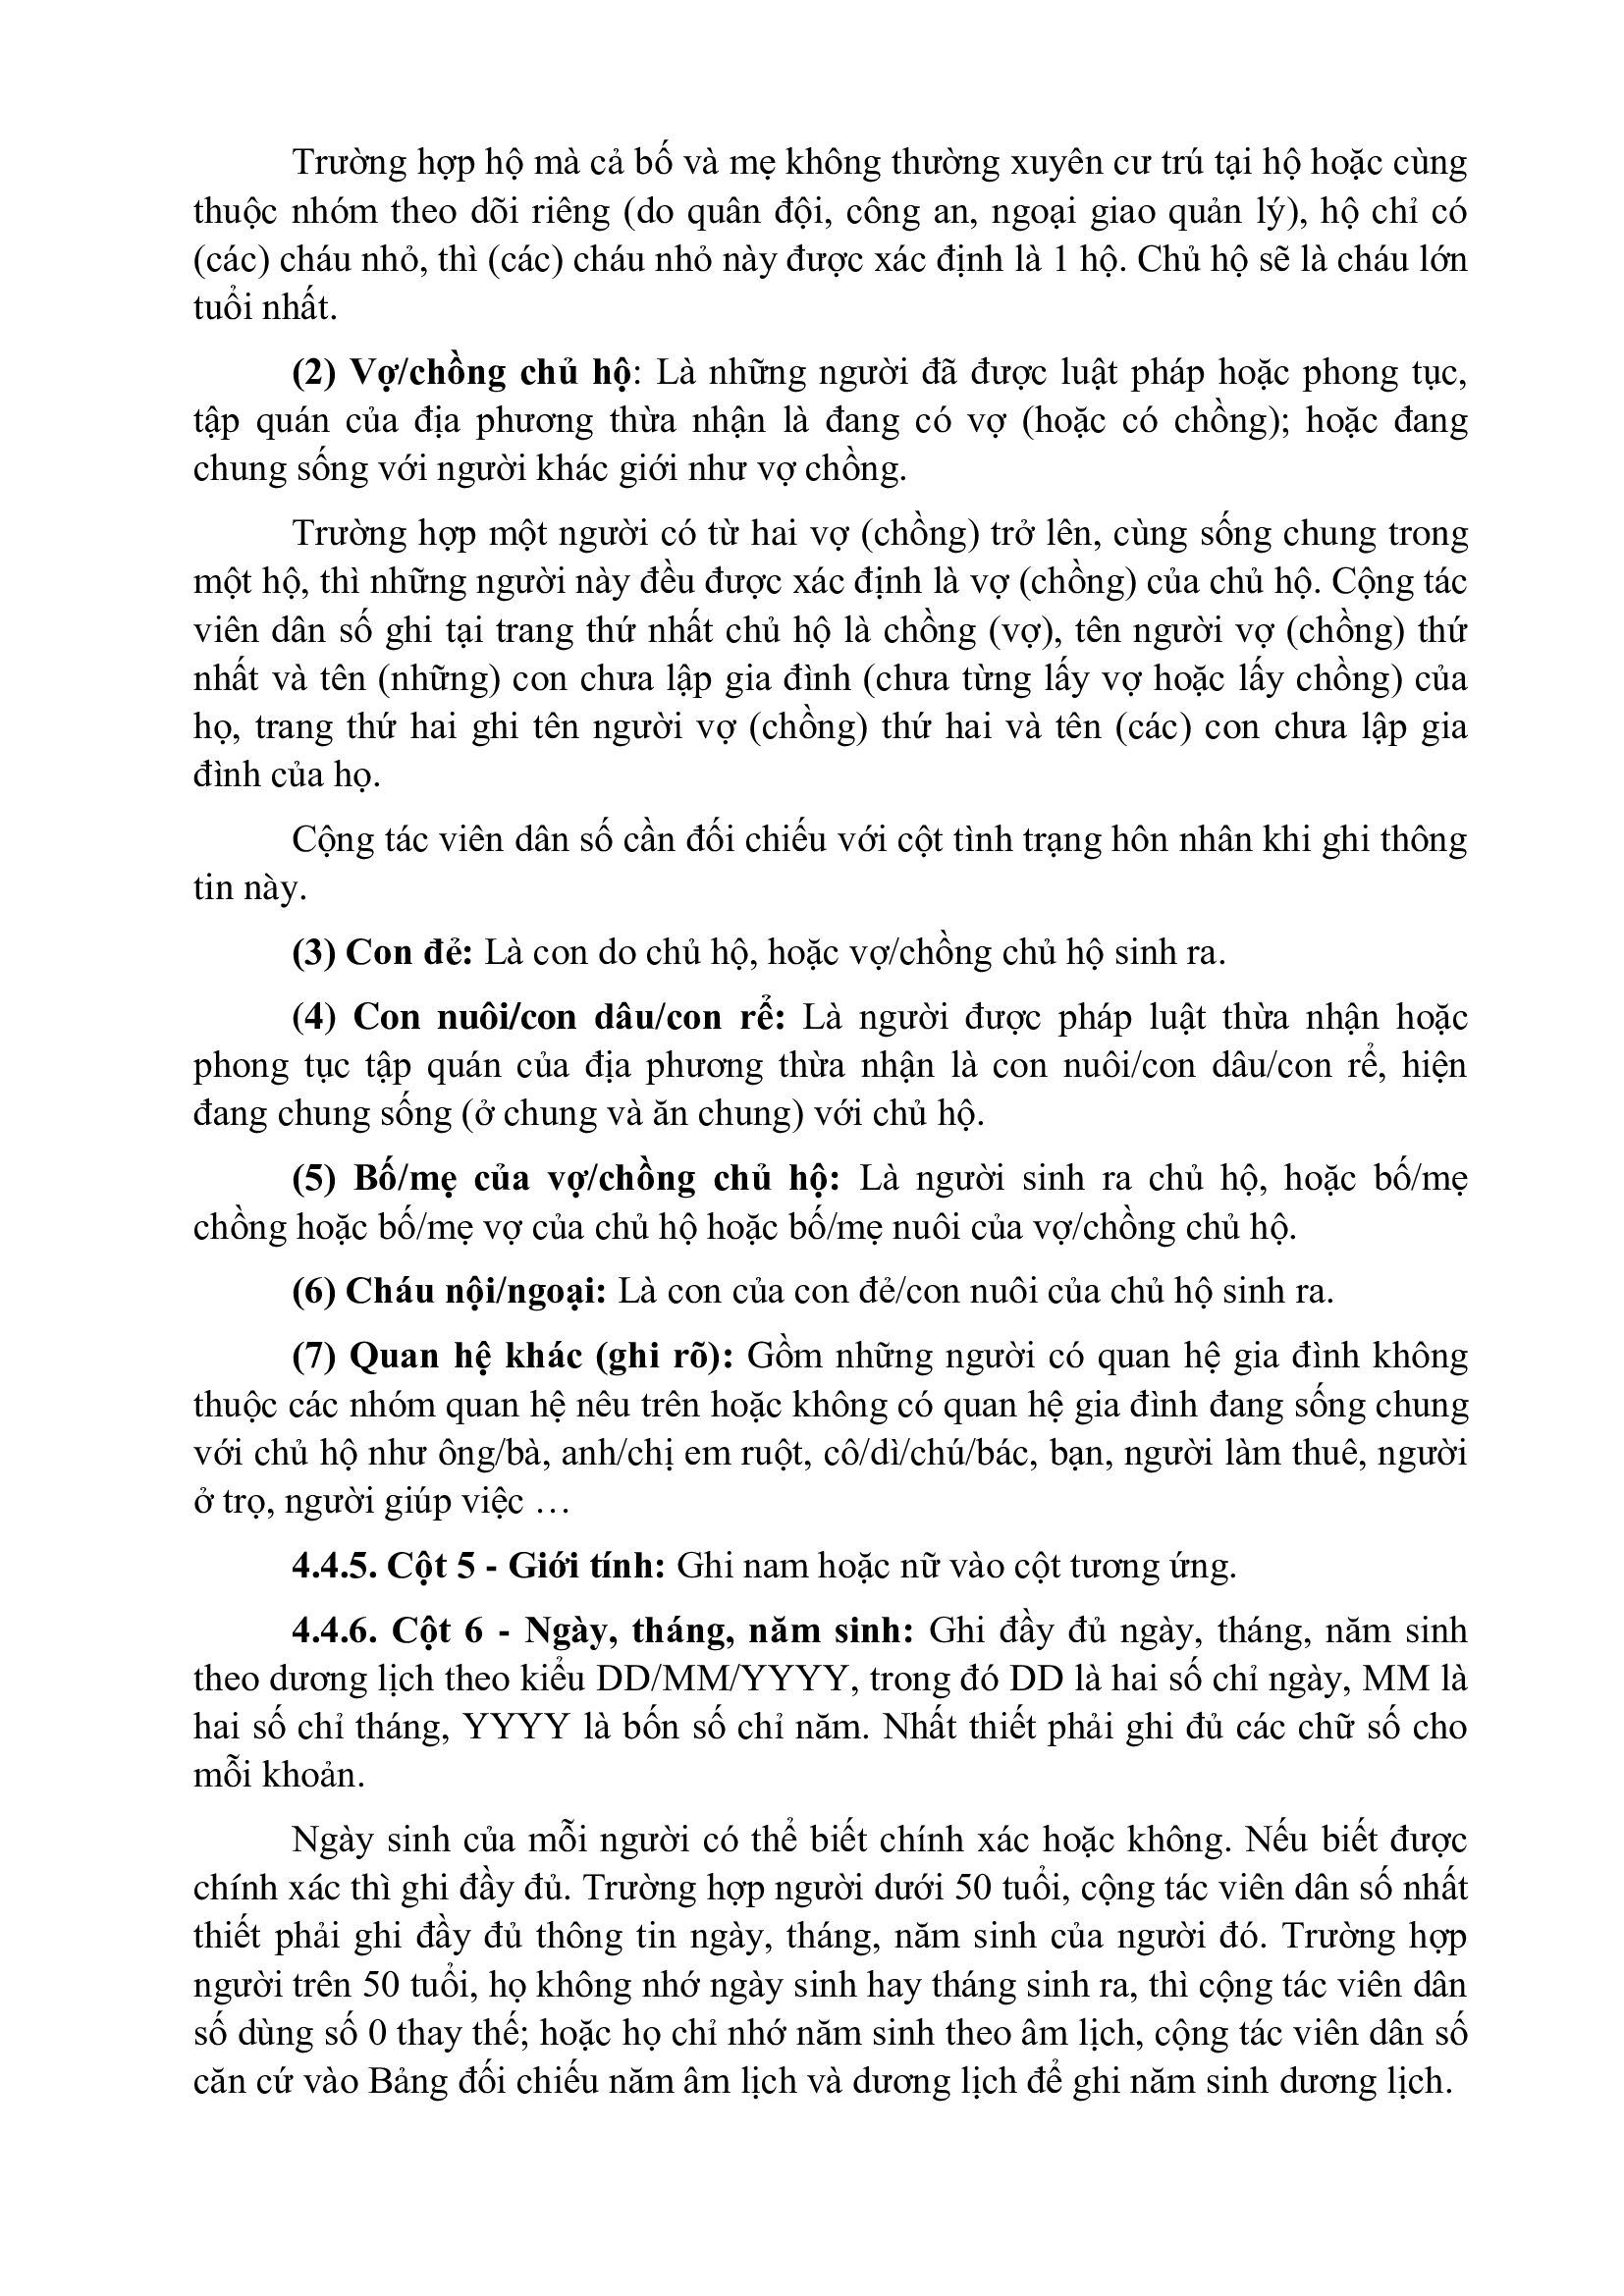 Trường hợp hộ mà cả bố và mẹ không thường xuyên cư trú tại hộ hoặc cùng
thuộc nhóm theo dõi riêng (do quân đội, công an, ngoại giao quản lý), hộ chỉ có
(các) cháu nhỏ, thì (các) cháu nhỏ này được xác định là 1 hộ. Chủ hộ sẽ là cháu lớn
tuổi nhất.
(2) Vợ/chồng chủ hộ: Là những người đã được luật pháp hoặc phong tục,
tập quán của địa phương thừa nhận là đang có vợ (hoặc có chồng); hoặc đang
chung sống với người khác giới như vợ chồng.
Trường hợp một người có từ hai vợ (chồng) trở lên, cùng sống chung trong
một hộ, thì những người này đều được xác định là vợ (chồng) của chủ hộ. Cộng tác
viên dân số ghi tại trang thứ nhất chủ hộ là chồng (vợ), tên người vợ (chồng) thứ
nhất và tên (những) con chưa lập gia đình (chưa từng lấy vợ hoặc lấy chồng) của
họ, trang thứ hai ghi tên người vợ (chồng) thứ hai và tên (các) con chưa lập gia
đình của họ.
Cộng tác viên dân số cần đối chiếu với cột tình trạng hôn nhân khi ghi thông
tin này.
(3) Con đẻ: Là con do chủ hộ, hoặc vợ/chồng chủ hộ sinh ra.
(4) Con nuôi/con dâu/con rể: Là người được pháp luật thừa nhận hoặc
phong tục tập quán của địa phương thừa nhận là con nuôi/con dâu/con rể, hiện
đang chung sống (ở chung và ăn chung) với chủ hộ.
(5) Bố/mẹ của vợ/chồng chủ hộ: Là người sinh ra chủ hộ, hoặc bố/mẹ
chồng hoặc bố/mẹ vợ của chủ hộ hoặc bố/mẹ nuôi của vợ/chồng chủ hộ.
(6) Cháu nội/ngoại: Là con của con đẻ/con nuôi của chủ hộ sinh ra.
(7) Quan hệ khác (ghi rõ): Gồm những người có quan hệ gia đình không
thuộc các nhóm quan hệ nêu trên hoặc không có quan hệ gia đình đang sống chung
với chủ hộ như ông/bà, anh/chị em ruột, cô/dì/chú/bác, bạn, người làm thuê, người
ở trọ, người giúp việc …
4.4.5. Cột 5 - Giới tính: Ghi nam hoặc nữ vào cột tương ứng.
4.4.6. Cột 6 - Ngày, tháng, năm sinh: Ghi đầy đủ ngày, tháng, năm sinh
theo dương lịch theo kiểu DD/MM/YYYY, trong đó DD là hai số chỉ ngày, MM là
hai số chỉ tháng, YYYY là bốn số chỉ năm. Nhất thiết phải ghi đủ các chữ số cho
mỗi khoản.
Ngày sinh của mỗi người có thể biết chính xác hoặc không. Nếu biết được
chính xác thì ghi đầy đủ. Trường hợp người dưới 50 tuổi, cộng tác viên dân số nhất
thiết phải ghi đầy đủ thông tin ngày, tháng, năm sinh của người đó. Trường hợp
người trên 50 tuổi, họ không nhớ ngày sinh hay tháng sinh ra, thì cộng tác viên dân
số dùng số 0 thay thế; hoặc họ chỉ nhớ năm sinh theo âm lịch, cộng tác viên dân số
căn cứ vào Bảng đối chiếu năm âm lịch và dương lịch để ghi năm sinh dương lịch.